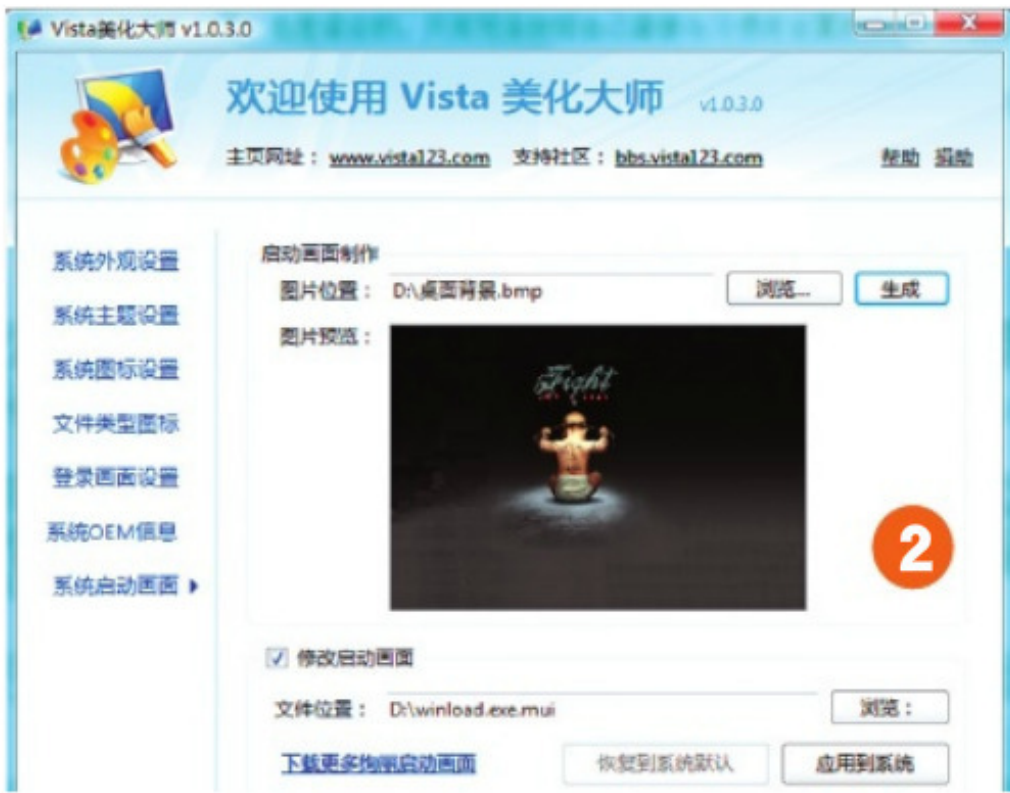 Vista美化大师 v1.0.3.0
欢迎使用 Vista 美化大师 v1.0.3.0
主页网址： www.vista123.com 支持社区： bbs.vista123.com 帮助 捐助
系统外观设置
系统主题设置
系统图标设置
文件类型图标
登录画面设置
系统OEM信息
系统启动画面
启动画面制作
图片位置： D:\桌面背景.bmp 浏览... 生成
图片预览：
Fight
2
修改启动画面
文件位置： D:\winload.exe.mui 浏览：
下载更多绚丽启动画面 恢复到系统默认 应用到系统